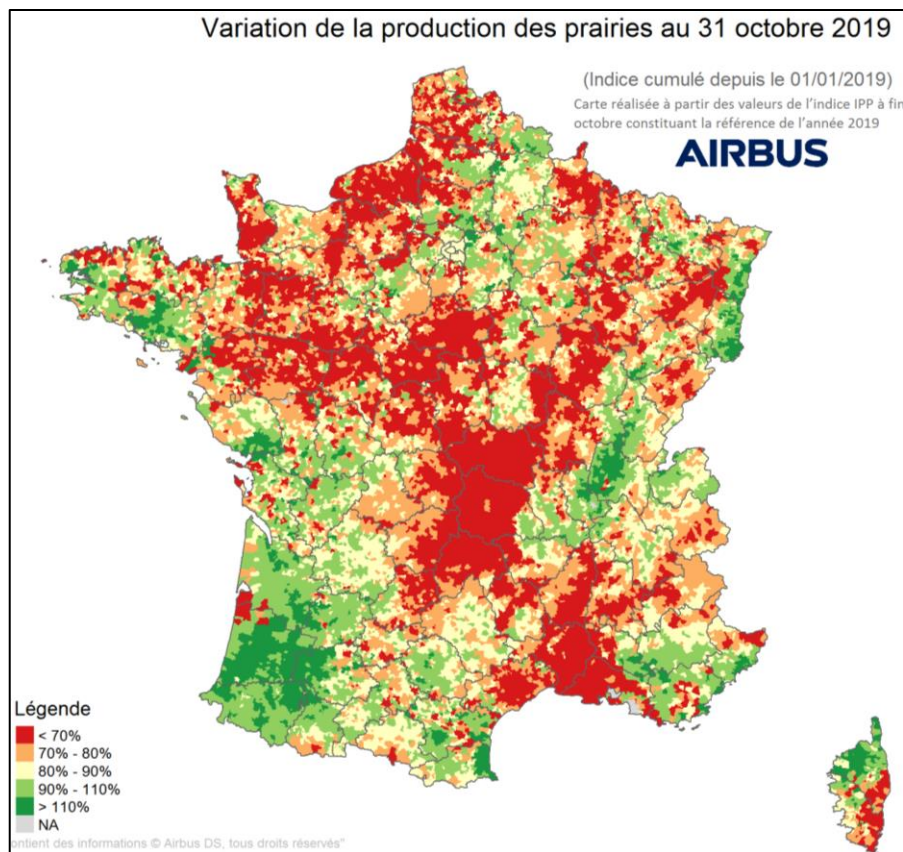 Variation de la production des prairies au 31 octobre 2019
(Indice cumulé depuis le 01/01/2019)
Carte réalisée à partir des valeurs de l'indice IPP à fin
octobre constituant la référence de l'année 2019
AIRBUS
Légende
< 70%
70% - 80%
80% - 90%
90% - 110%
> 110%
NA
ontient des informations © Airbus DS, tous droits réservés"